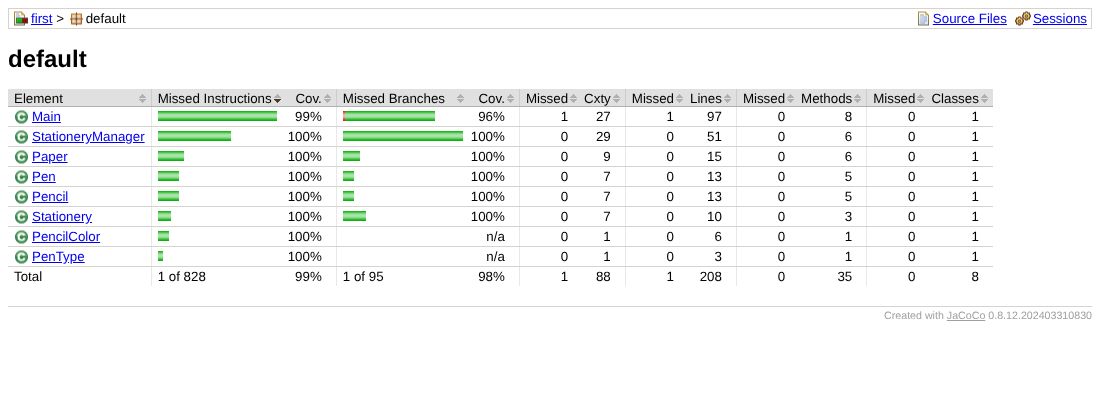 first > default Source Files Sessions
default
Element Missed Instructions Cov. Missed Branches Cov. Missed Cxty Missed Lines Missed Methods Missed Classes
Main 99% 96% 1 27 1 97 0 8 0 1
StationeryManager 100% 100% 0 29 0 51 0 6 0 1
Paper 100% 100% 0 9 0 15 0 6 0 1
Pen 100% 100% 0 7 0 13 0 5 0 1
Pencil 100% 100% 0 7 0 13 0 5 0 1
Stationery 100% 100% 0 7 0 10 0 3 0 1
PencilColor 100% n/a 0 1 0 6 0 1 0 1
PenType 100% n/a 0 1 0 3 0 1 0 1
Total 1 of 828 99% 1 of 95 98% 1 88 1 208 0 35 0 8
Created with JaCoCo 0.8.12.202403310830